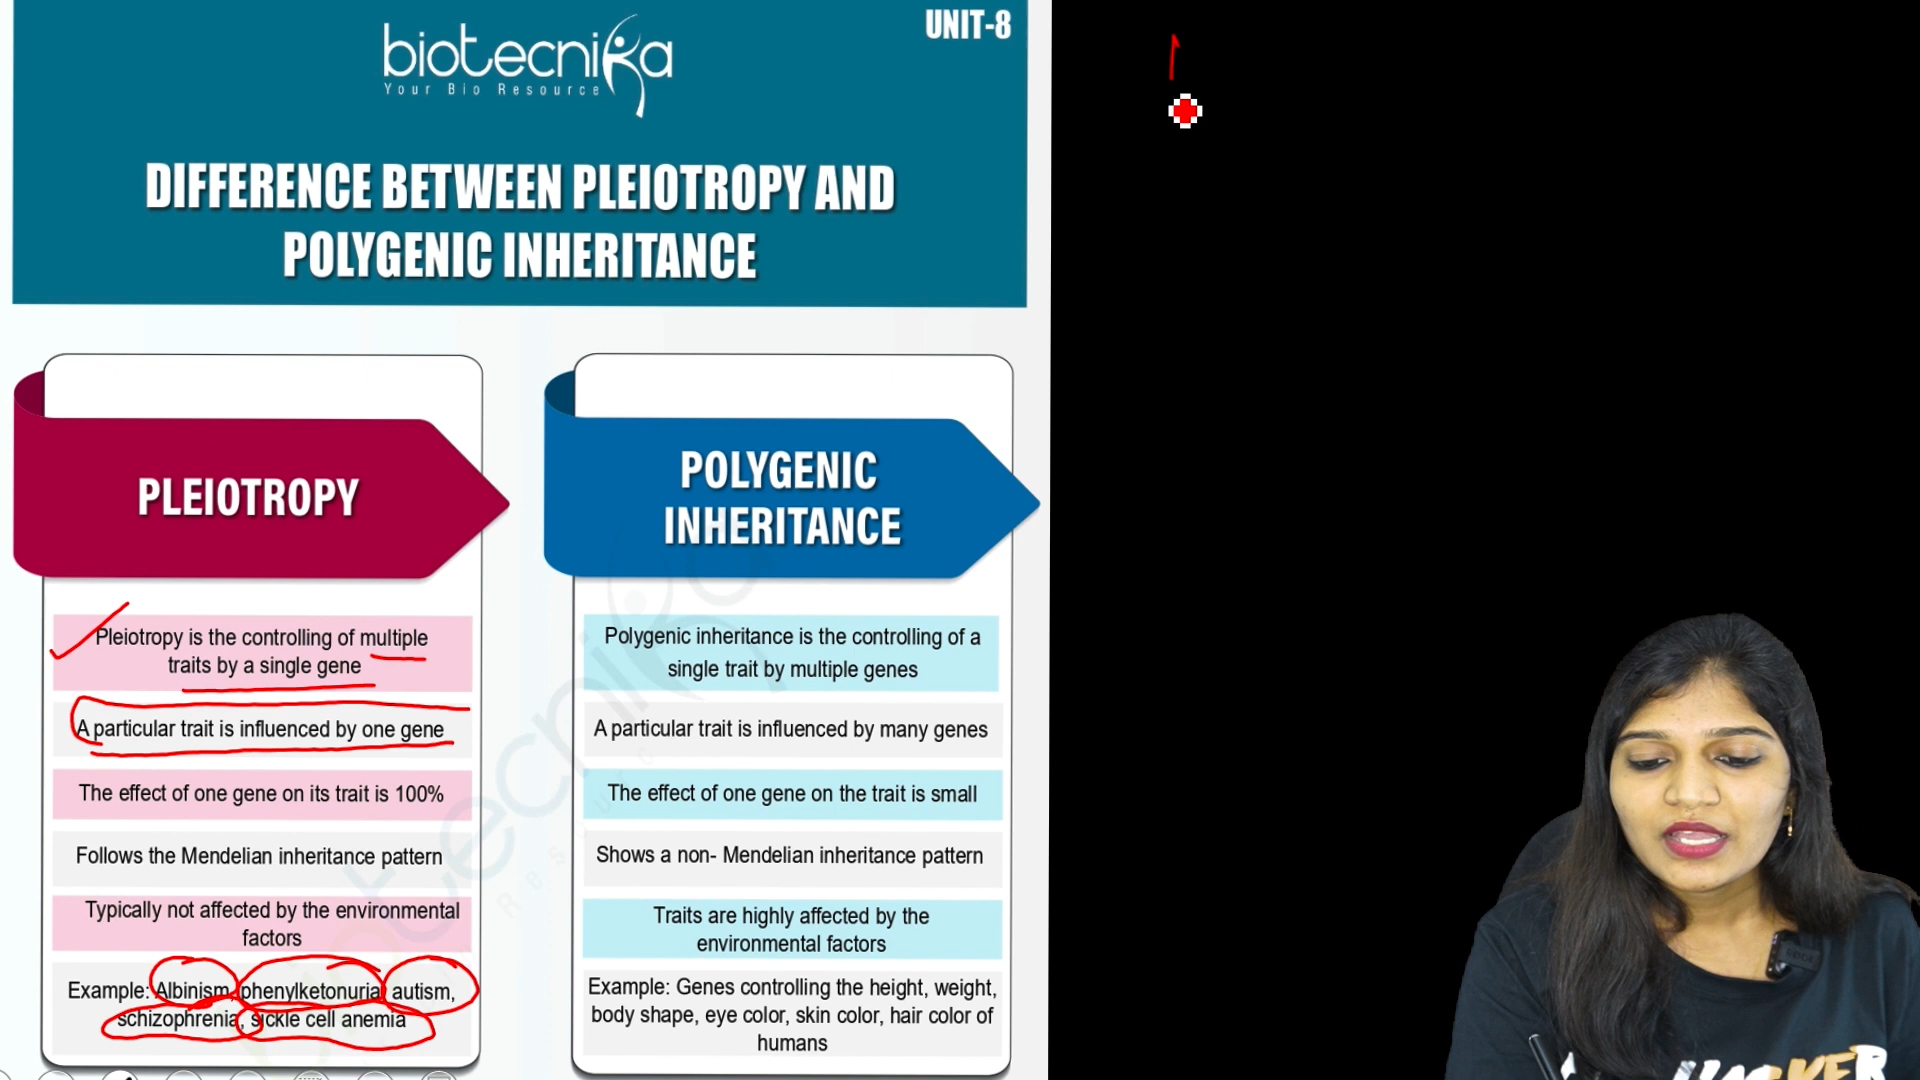 UNIT-8
biotecnika
Your Bio Resource
DIFFERENCE BETWEEN PLEIOTROPY AND
POLYGENIC INHERITANCE
PLEIOTROPY
Pleiotropy is the controlling of multiple
traits by a single gene
A particular trait is influenced by one gene
The effect of one gene on its trait is 100%
Follows the Mendelian inheritance pattern
Typically not affected by the environmental
factors
Example: Albinism, phenylketonuria, autism,
schizophrenia, sickle cell anemia
POLYGENIC
INHERITANCE
Polygenic inheritance is the controlling of a
single trait by multiple genes
A particular trait is influenced by many genes
The effect of one gene on the trait is small
Shows a non- Mendelian inheritance pattern
Traits are highly affected by the
environmental factors
Example: Genes controlling the height, weight,
body shape, eye color, skin color, hair color of
humans